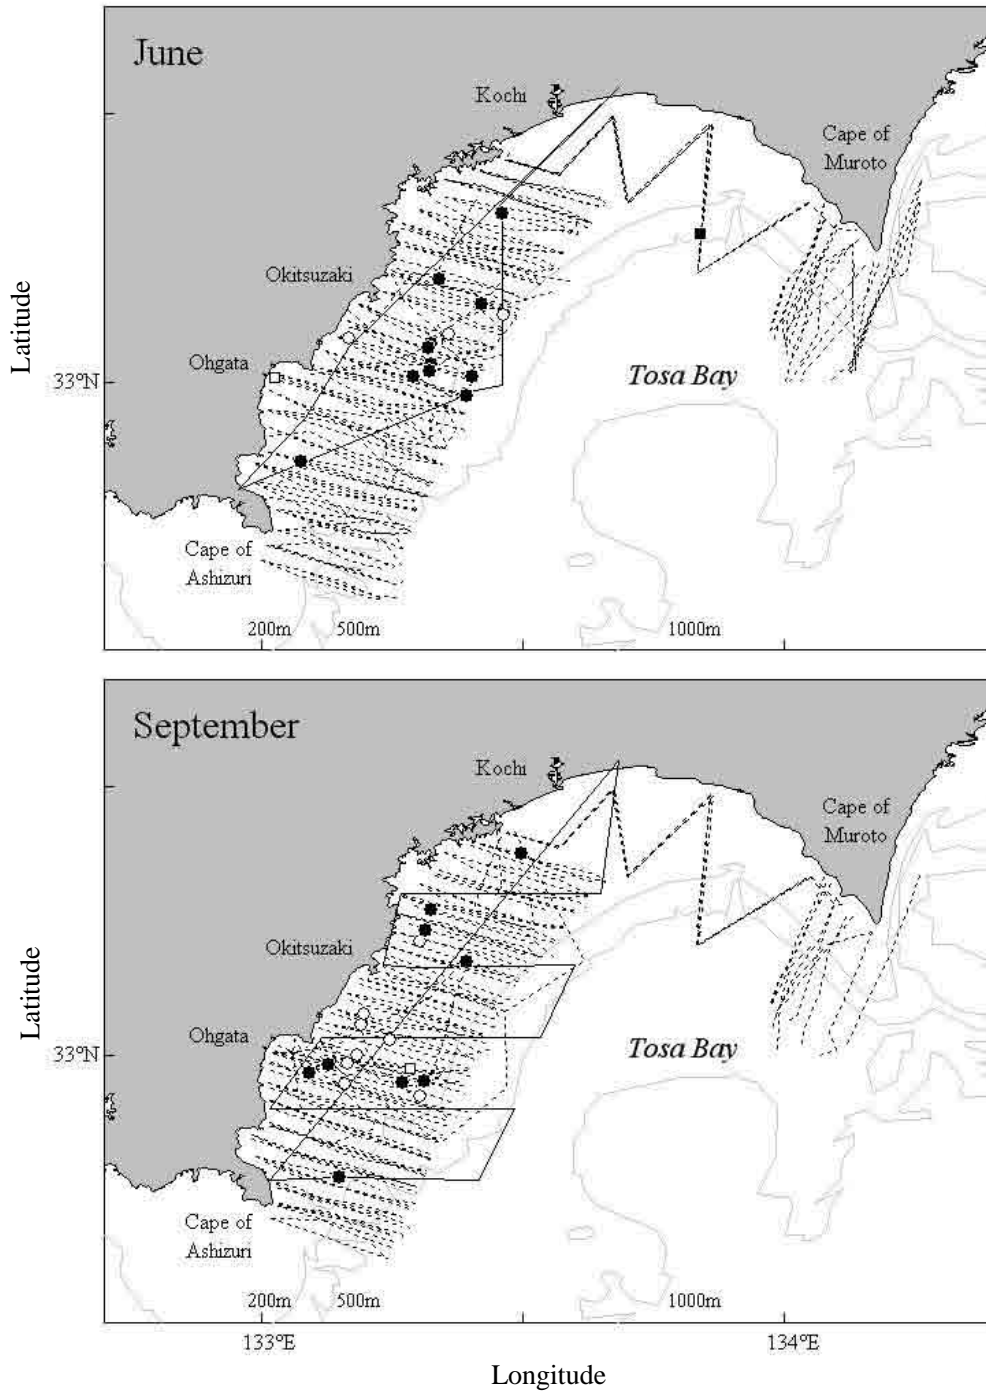 June
Kochi
Cape of
Muroto
Okitsuzaki
Latitude
Ohgata
33°N
Tosa Bay
Cape of
Ashizuri
200m 500m 1000m
September
Kochi
Cape of
Muroto
Okitsuzaki
Latitude
Ohgata
33°N
Tosa Bay
Cape of
Ashizuri
200m 500m 1000m
133°E 134°E
Longitude